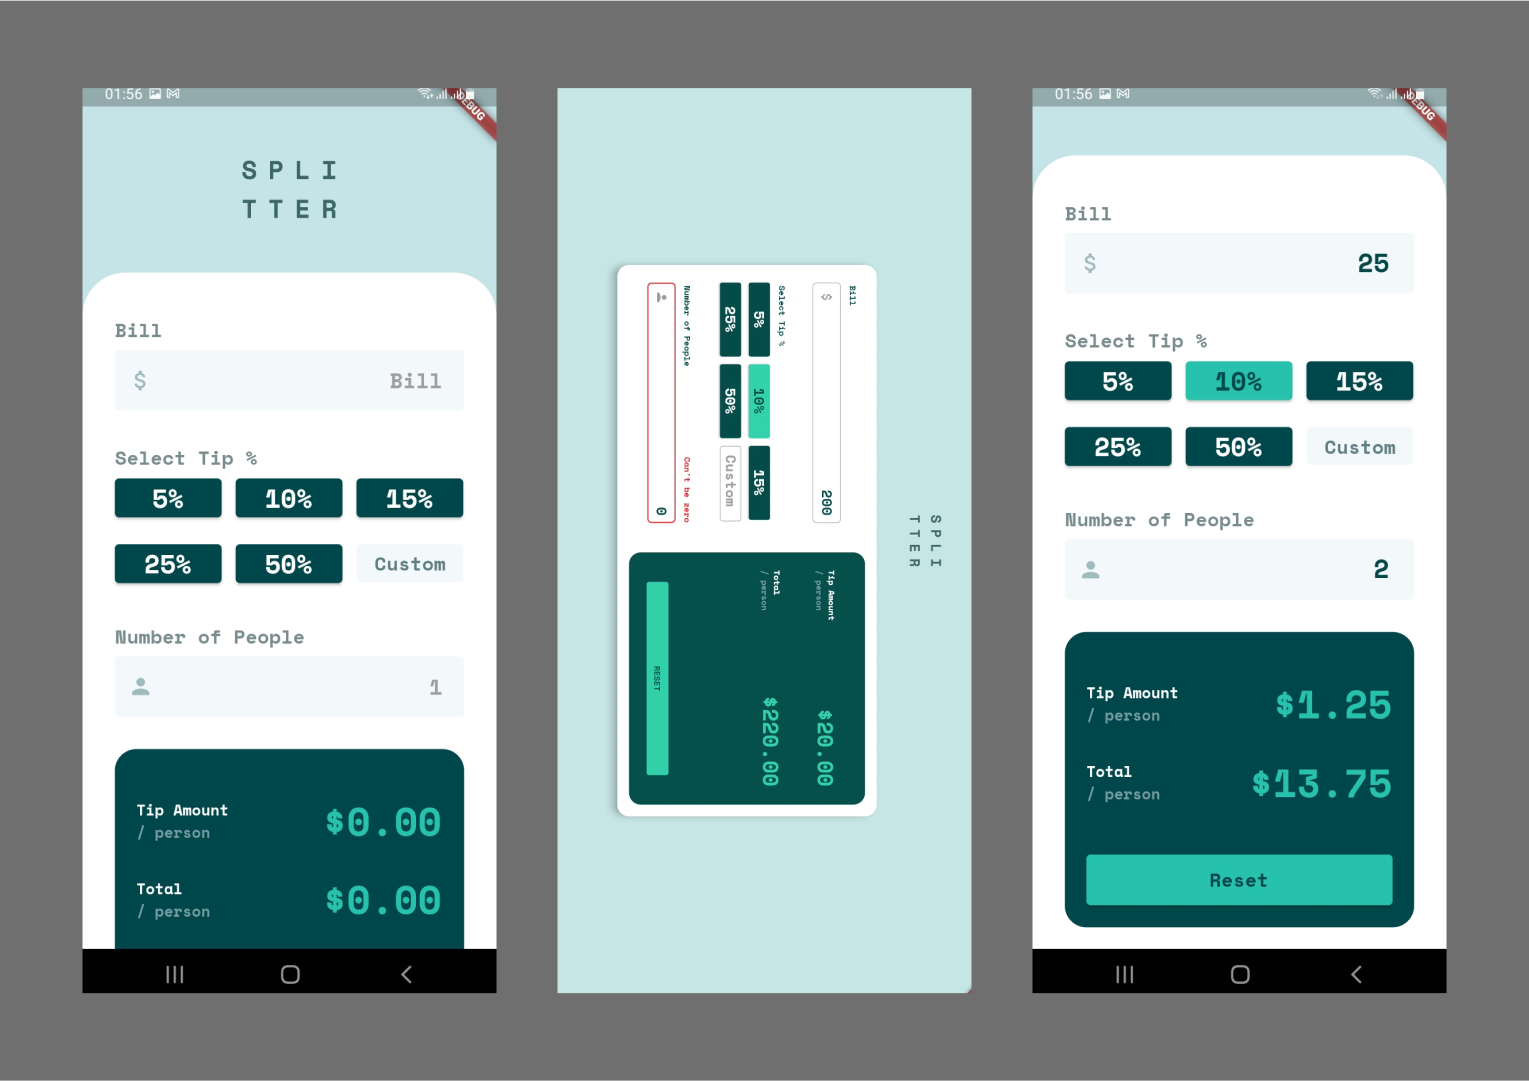 01:56
DEBUG
SPLI
TTER
Bill
$ Bill
Select Tip %
5% 10% 15%
25% 50% Custom
Number of People
1
Tip Amount
/ person
$0.00
Total
/ person
$0.00
SPLI
TTER
Bill
$ 200
Select Tip %
5% 10% 15%
25% 50% Custom
Number of People Can't be zero
0
Tip Amount
/ person
$20.00
Total
/ person
$220.00
RESET
01:56
DEBUG
Bill
$ 25
Select Tip %
5% 10% 15%
25% 50% Custom
Number of People
2
Tip Amount
/ person
$1.25
Total
/ person
$13.75
Reset